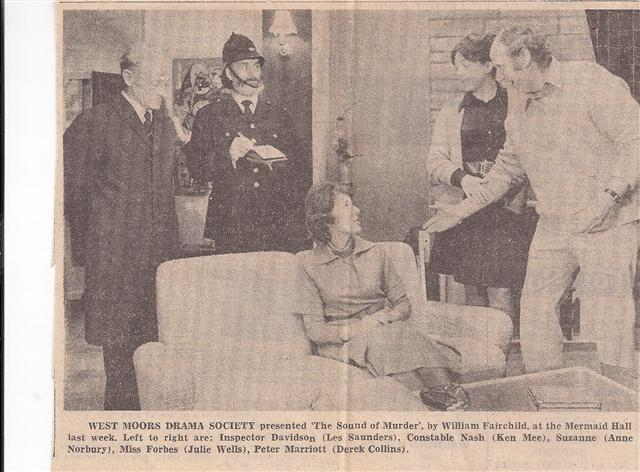 WEST MOORS DRAMA SOCIETY presented 'The Sound of Murder', by William Fairchild, at the Mermaid Hall
last week. Left to right are: Inspector Davidson (Les Saunders), Constable Nash (Ken Mee), Suzanne (Anne
Norbury), Miss Forbes (Julie Wells), Peter Marriott (Derek Collins).